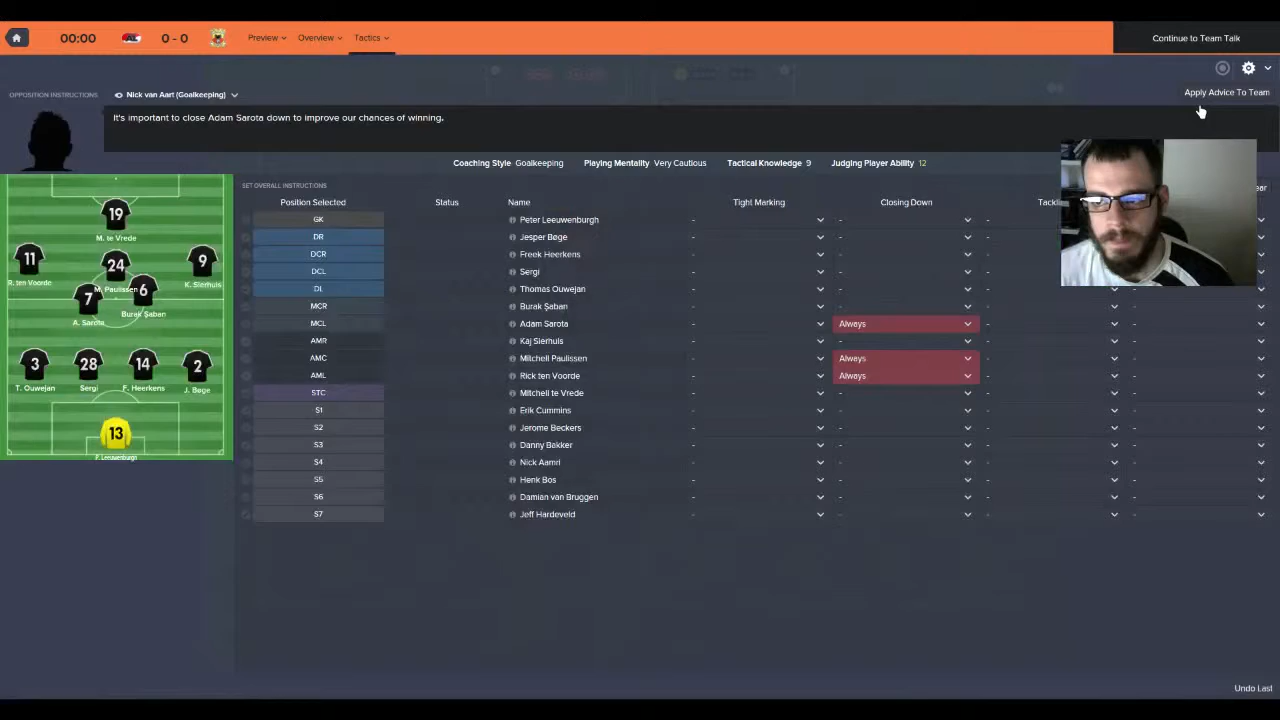 00:00 0 - 0 Preview Overview Tactics Continue to Team Talk
OPPOSITION INSTRUCTIONS Nick van Aart (Goalkeeping) Apply Advice To Team
It's important to close Adam Sarota down to improve our chances of winning.
Coaching Style Goalkeeping Playing Mentality Very Cautious Tactical Knowledge 9 Judging Player Ability 12
SET OVERALL INSTRUCTIONS
Position Selected Status Name Tight Marking Closing Down
GK Peter Leeuwenburgh - - - -
DR Jesper Bøge - - - -
DCR Freek Heerkens - - - -
DCL Sergi - - - -
DL Thomas Ouwejan - - - -
MCR Burak Şaban - - - -
MCL Adam Sarota - Always - -
AMR Kaj Sierhuis - - - -
AMC Mitchell Paulissen - Always - -
AML Rick ten Voorde - Always - -
STC Mitchell te Vrede - - - -
S1 Erik Cummins - - - -
S2 Jerome Beckers - - - -
S3 Danny Bakker - - - -
S4 Nick Aamri - - - -
S5 Henk Bos - - - -
S6 Damian van Bruggen - - - -
S7 Jeff Hardeveld - - - -
19
M. te Vrede
11 24 9
R. ten Voorde M. Paulissen K. Sierhuis
7 6
A. Sarota Burak Şaban
3 28 14 2
T. Ouwejan Sergi F. Heerkens J. Bøge
13
P. Leeuwenburgh
Undo Last